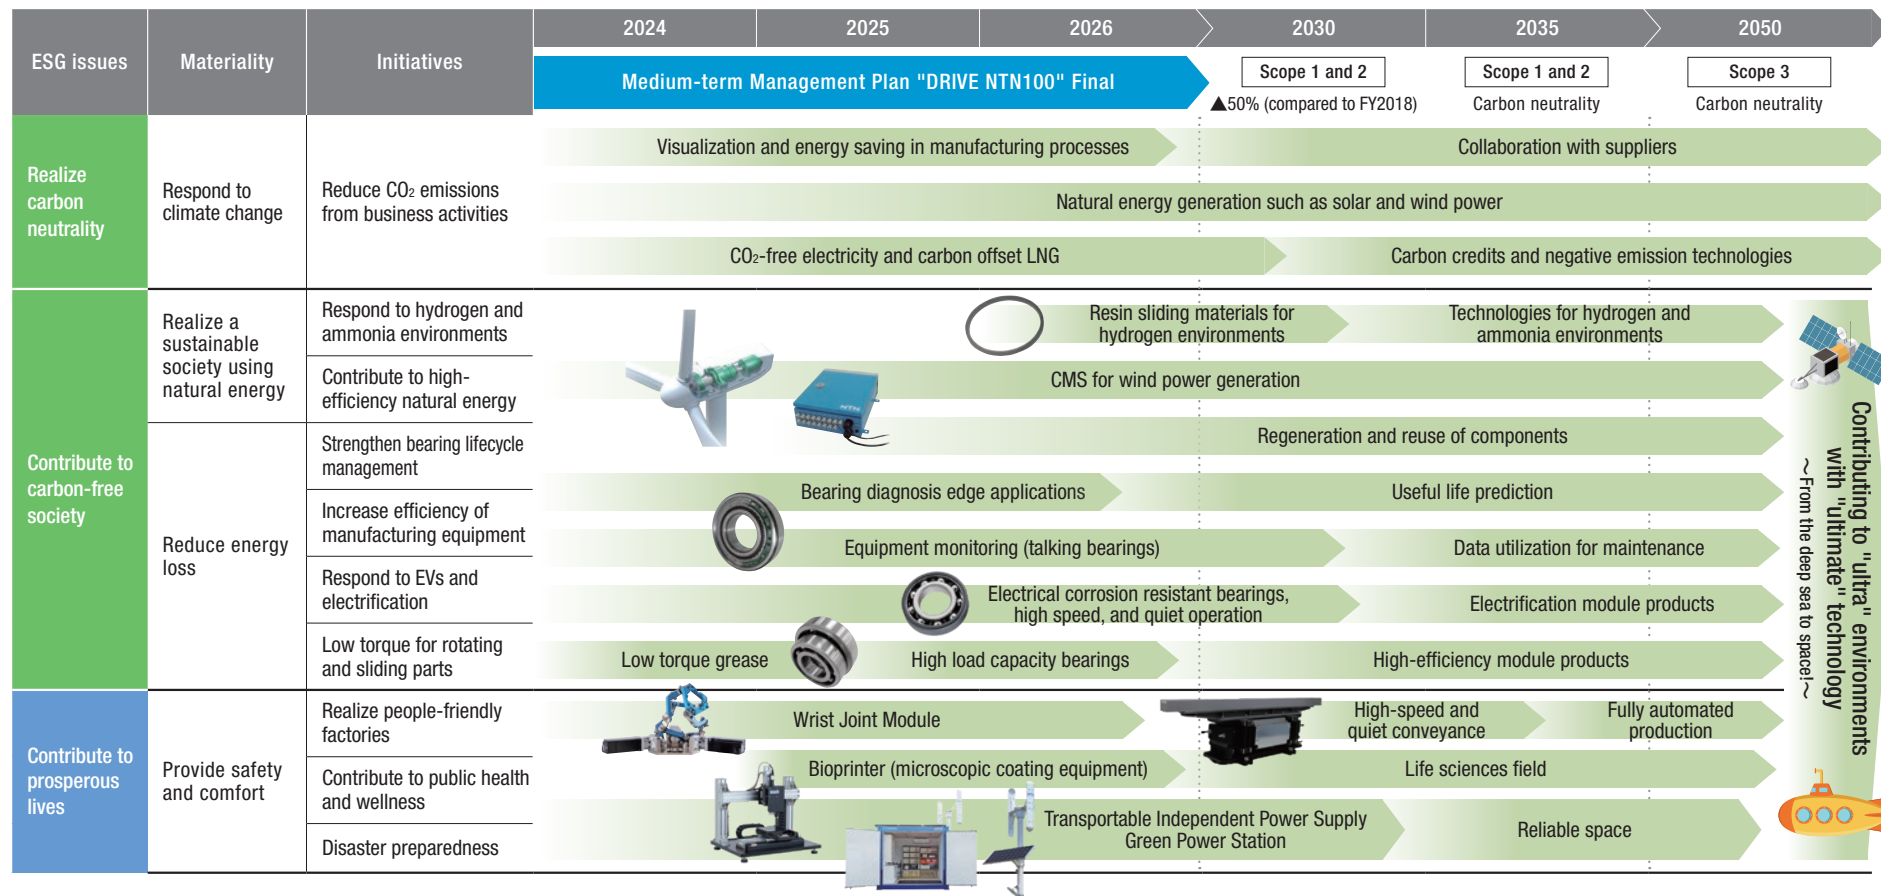 ESG issues
Materiality
Initiatives
2024
2025
2026
2030
2035
2050
Medium-term Management Plan "DRIVE NTN100" Final
Scope 1 and 2
▲50% (compared to FY2018)
Scope 1 and 2
Carbon neutrality
Scope 3
Carbon neutrality
Realize
carbon
neutrality
Respond to
climate change
Reduce CO₂ emissions
from business activities
Visualization and energy saving in manufacturing processes
Collaboration with suppliers
Natural energy generation such as solar and wind power
CO₂-free electricity and carbon offset LNG
Carbon credits and negative emission technologies
Contribute to
carbon-free
society
Realize a
sustainable
society using
natural energy
Respond to hydrogen and
ammonia environments
Resin sliding materials for
hydrogen environments
Technologies for hydrogen and
ammonia environments
Contribute to high-
efficiency natural energy
CMS for wind power generation
NTN
Reduce energy
loss
Strengthen bearing lifecycle
management
Regeneration and reuse of components
Bearing diagnosis edge applications
Useful life prediction
Increase efficiency of
manufacturing equipment
Equipment monitoring (talking bearings)
Data utilization for maintenance
Respond to EVs and
electrification
Electrical corrosion resistant bearings,
high speed, and quiet operation
Electrification module products
Low torque for rotating
and sliding parts
Low torque grease
High load capacity bearings
High-efficiency module products
Contribute to
prosperous
lives
Provide safety
and comfort
Realize people-friendly
factories
Wrist Joint Module
High-speed and
quiet conveyance
Fully automated
production
Contribute to public health
and wellness
Bioprinter (microscopic coating equipment)
Life sciences field
Disaster preparedness
Transportable Independent Power Supply
Green Power Station
Reliable space
Contributing to "ultra" environments
with "ultimate" technology
～From the deep sea to space!～